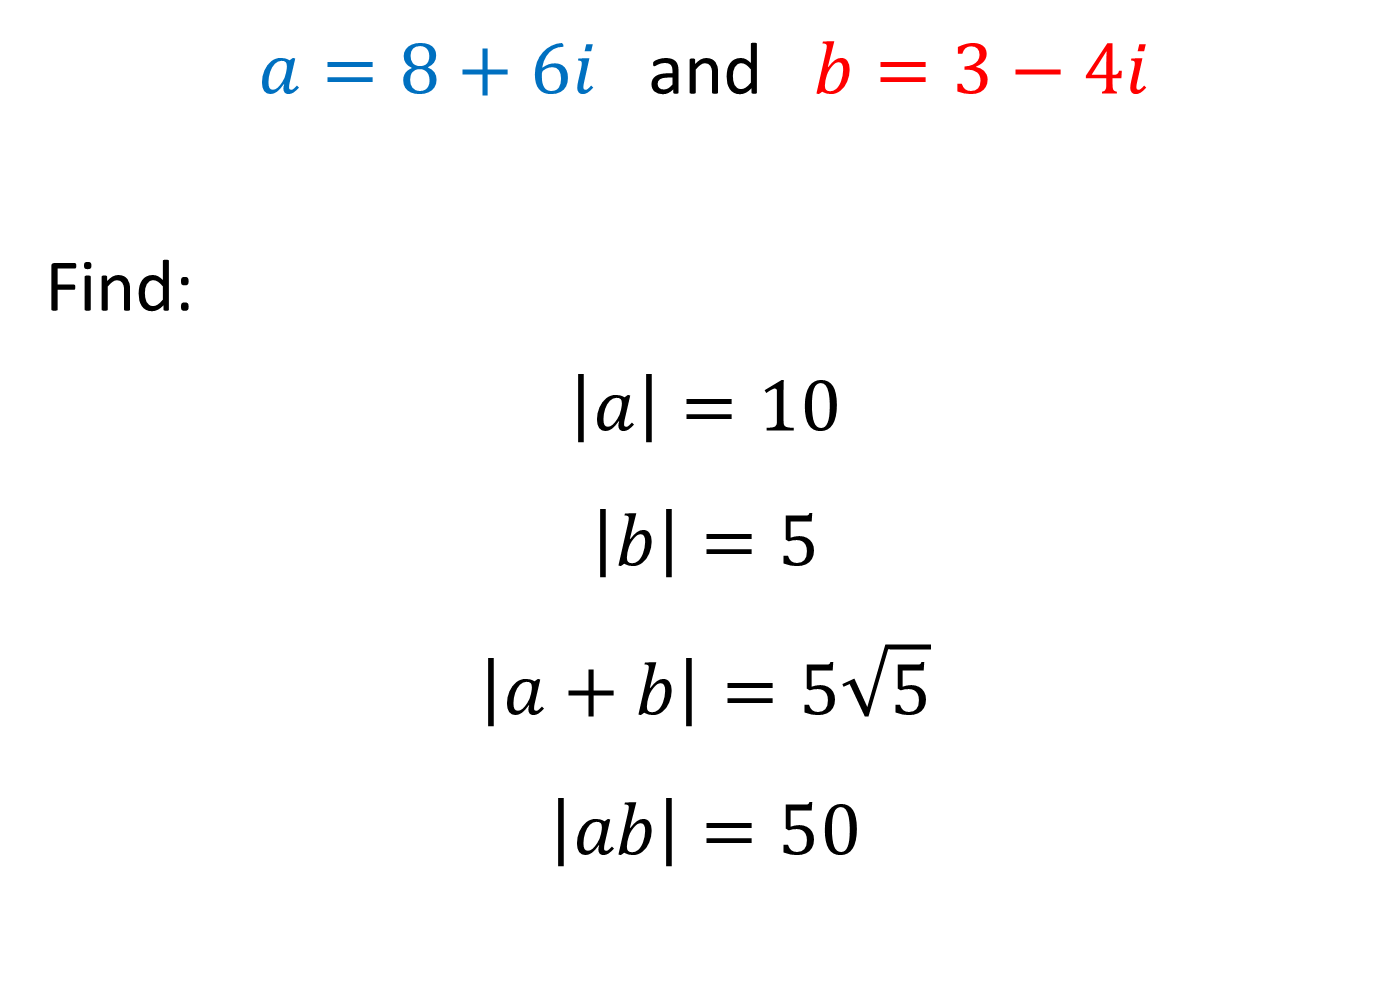 a = 8 + 6i and b = 3 − 4i
Find:
|a| = 10
|b| = 5
|a + b| = 5√5
|ab| = 50